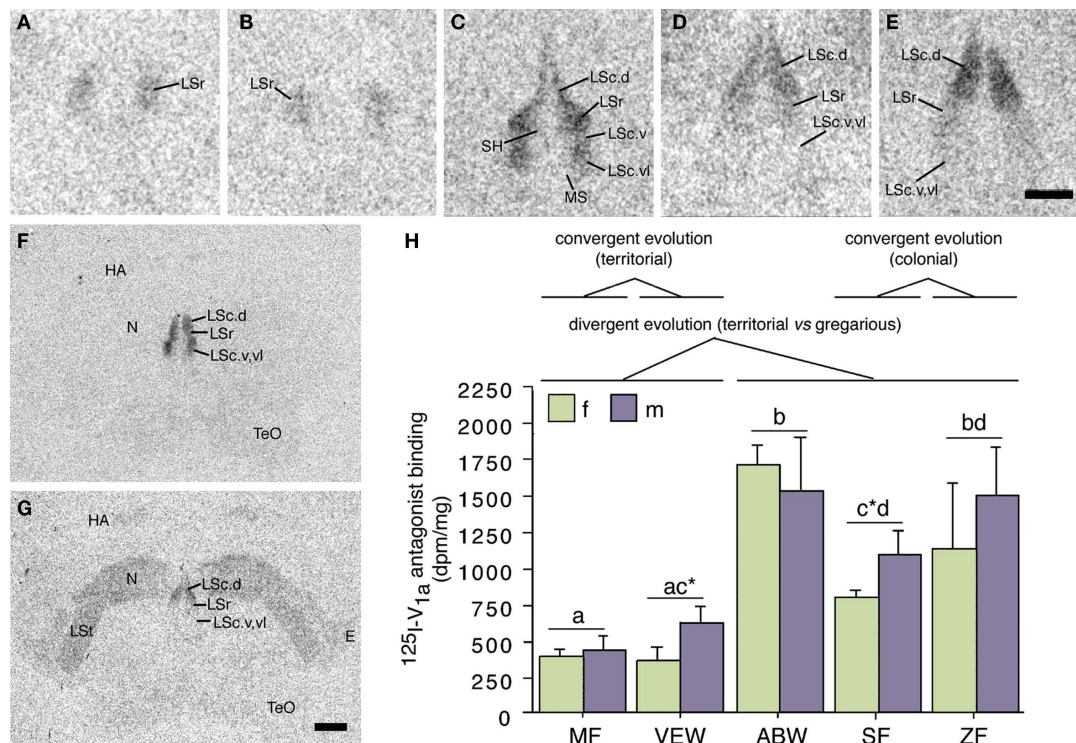 A
LSr
B
LSr
C
LSc.d
LSr
LSc.v
SH
LSc.vl
MS
D
LSc.d
LSr
LSc.v,vl
E
LSc.d
LSr
LSc.v,vl
F
HA
N
LSc.d
LSr
LSc.v,vl
TeO
G
HA
N
LSc.d
LSr
LSc.v,vl
LSt
E
TeO
H
convergent evolution
(territorial)
convergent evolution
(colonial)
divergent evolution (territorial vs gregarious)
125I-V1a antagonist binding
(dpm/mg)
2250
2000
1750
1500
1250
1000
750
500
250
0
f
m
a
ac*
b
c*d
bd
MF
VEW
ABW
SF
ZF